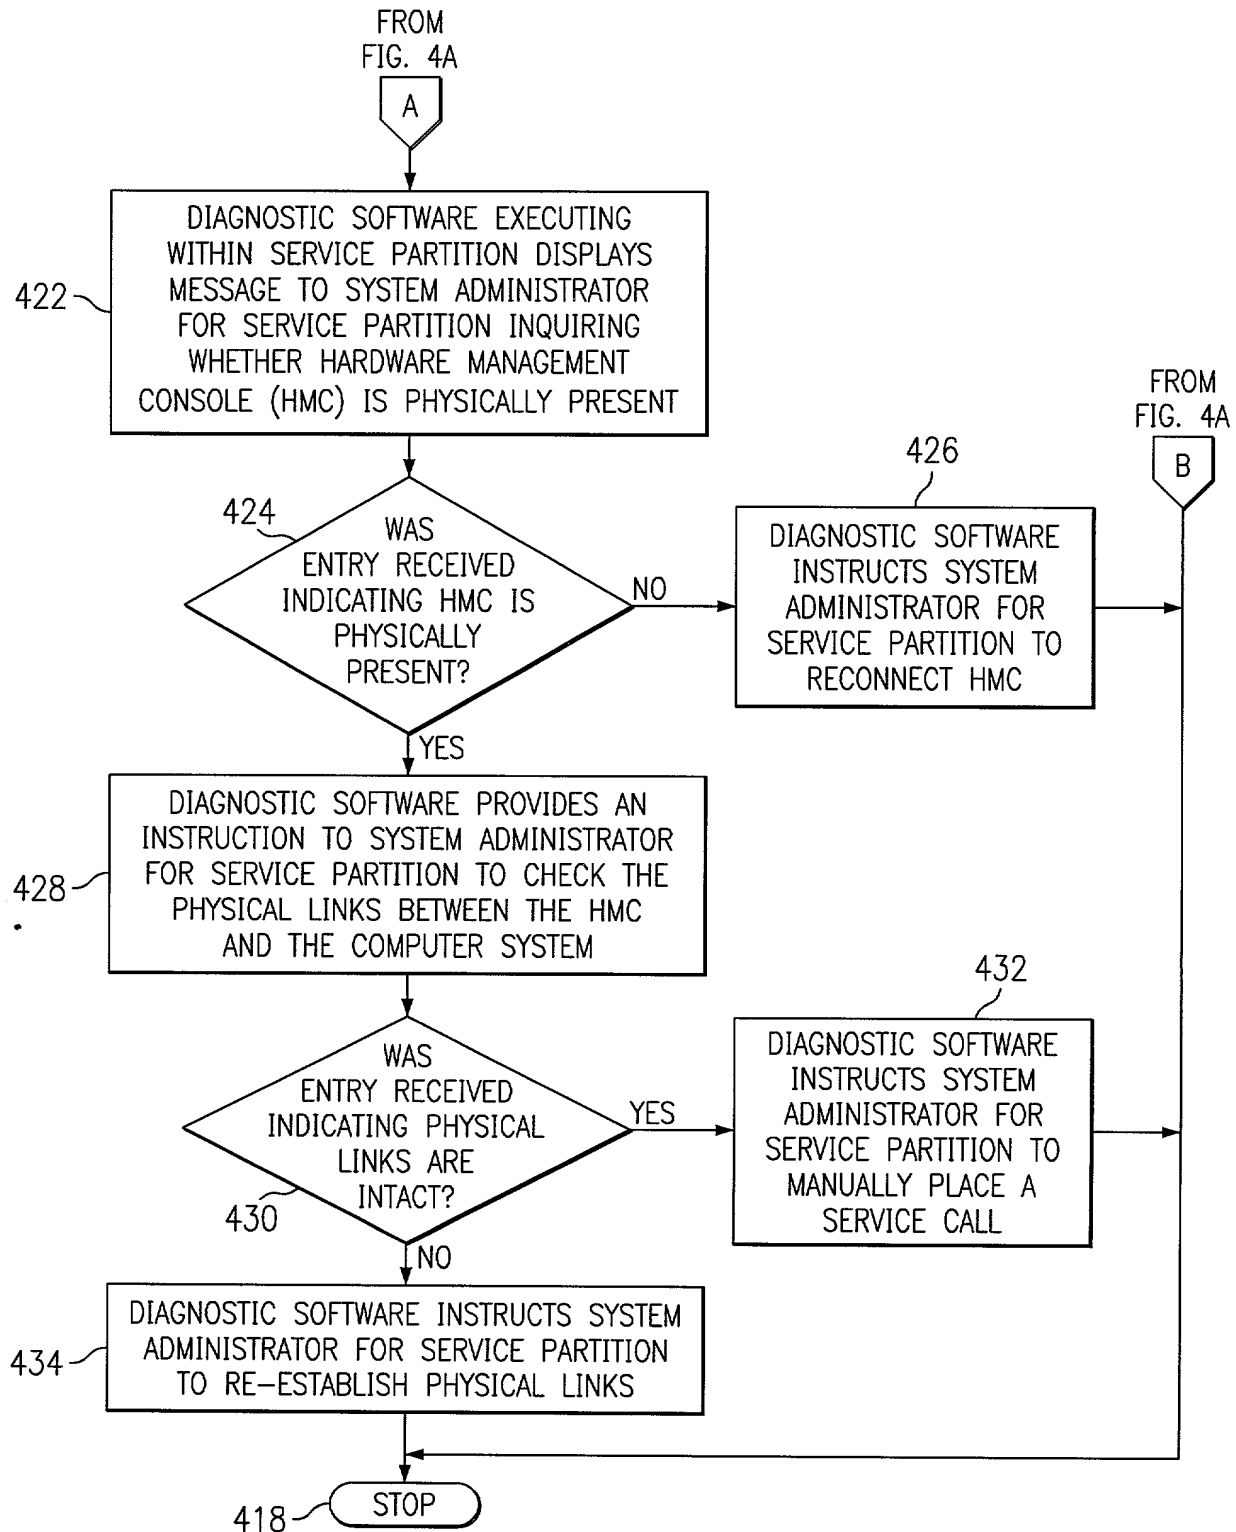 FROM
FIG. 4A
A
DIAGNOSTIC SOFTWARE EXECUTING
WITHIN SERVICE PARTITION DISPLAYS
MESSAGE TO SYSTEM ADMINISTRATOR
FOR SERVICE PARTITION INQUIRING
WHETHER HARDWARE MANAGEMENT
CONSOLE (HMC) IS PHYSICALLY PRESENT
422
FROM
FIG. 4A
B
424
WAS
ENTRY RECEIVED
INDICATING HMC IS
PHYSICALLY
PRESENT?
NO
YES
426
DIAGNOSTIC SOFTWARE
INSTRUCTS SYSTEM
ADMINISTRATOR FOR
SERVICE PARTITION TO
RECONNECT HMC
428
DIAGNOSTIC SOFTWARE PROVIDES AN
INSTRUCTION TO SYSTEM ADMINISTRATOR
FOR SERVICE PARTITION TO CHECK THE
PHYSICAL LINKS BETWEEN THE HMC
AND THE COMPUTER SYSTEM
WAS
ENTRY RECEIVED
INDICATING PHYSICAL
LINKS ARE
INTACT?
430
YES
NO
432
DIAGNOSTIC SOFTWARE
INSTRUCTS SYSTEM
ADMINISTRATOR FOR
SERVICE PARTITION TO
MANUALLY PLACE A
SERVICE CALL
434
DIAGNOSTIC SOFTWARE INSTRUCTS SYSTEM
ADMINISTRATOR FOR SERVICE PARTITION
TO RE-ESTABLISH PHYSICAL LINKS
418
STOP